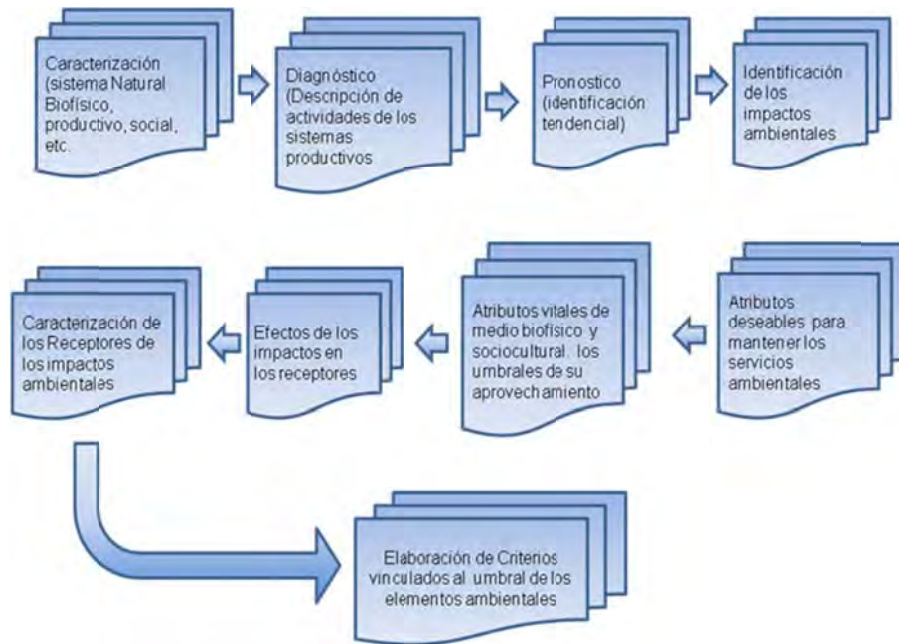 Caracterización
(sistema Natural
Biofísico,
productivo, social,
etc.
Diagnóstico
(Descripción de
actividades de los
sistemas
productivos
Pronostico
(identificación
tendencial)
Identificación
de los
impactos
ambientales
Atributos
deseables para
mantener los
servicios
ambientales
Atributos vitales de
medio biofísico y
sociocultural. los
umbrales de su
aprovechamiento
Efectos de los
impactos en
los receptores
Caracterización de
los Receptores de
los impactos
ambientales
Elaboración de Criterios
vinculados al umbral de los
elementos ambientales